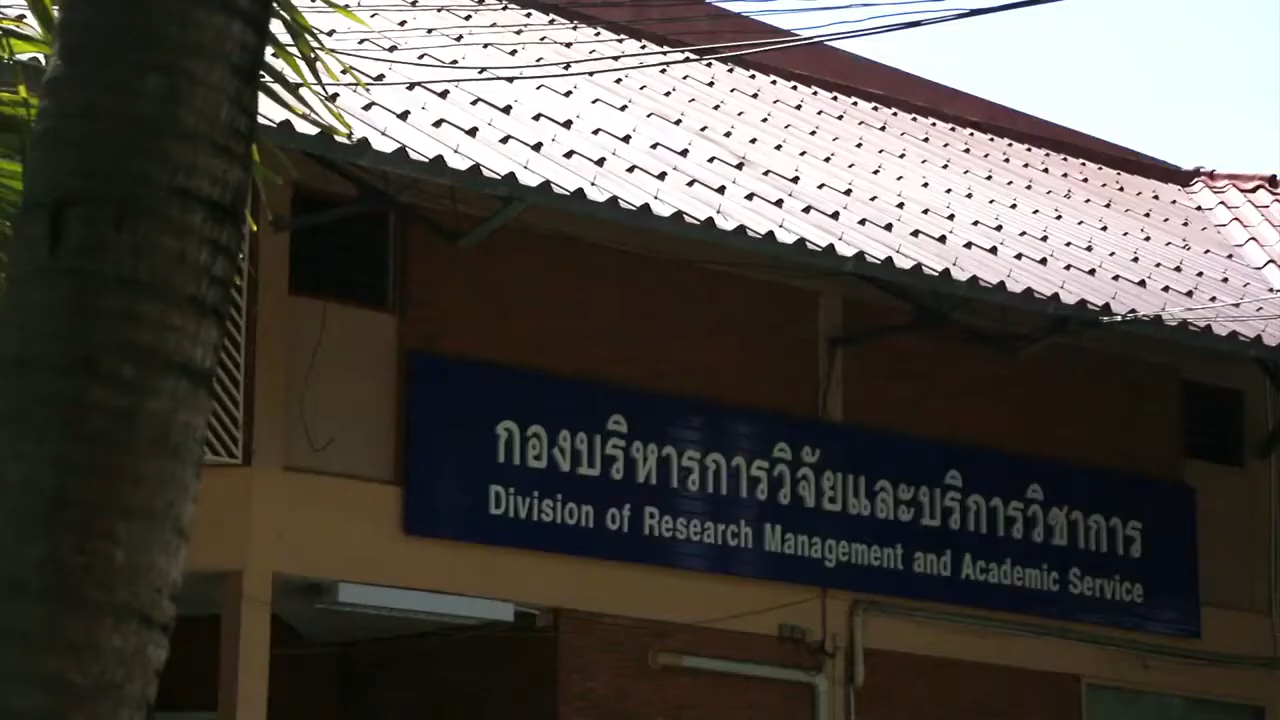 กองบริหารการวิจัยและบริการวิชาการ
Division of Research Management and Academic Service